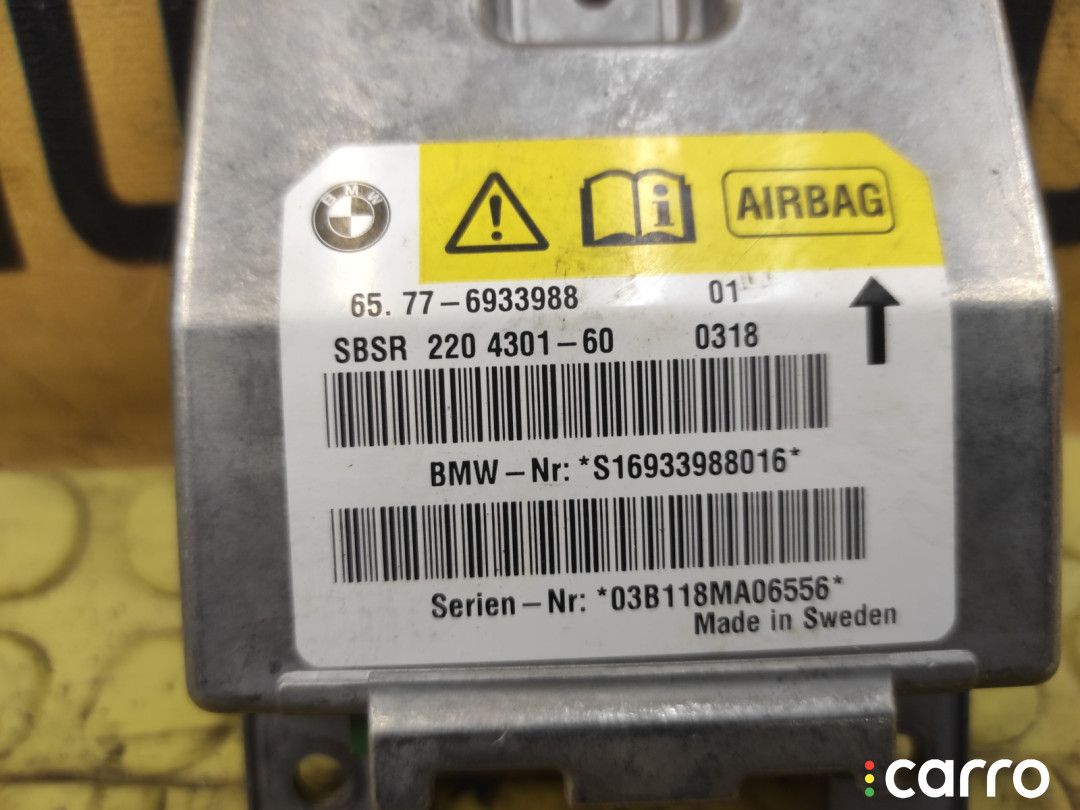 BMW
i
AIRBAG
65. 77-6933988 01
SBSR 220 4301-60 0318
BMW-Nr: *S16933988016*
Serien-Nr: *03B118MA06556*
Made in Sweden
carro